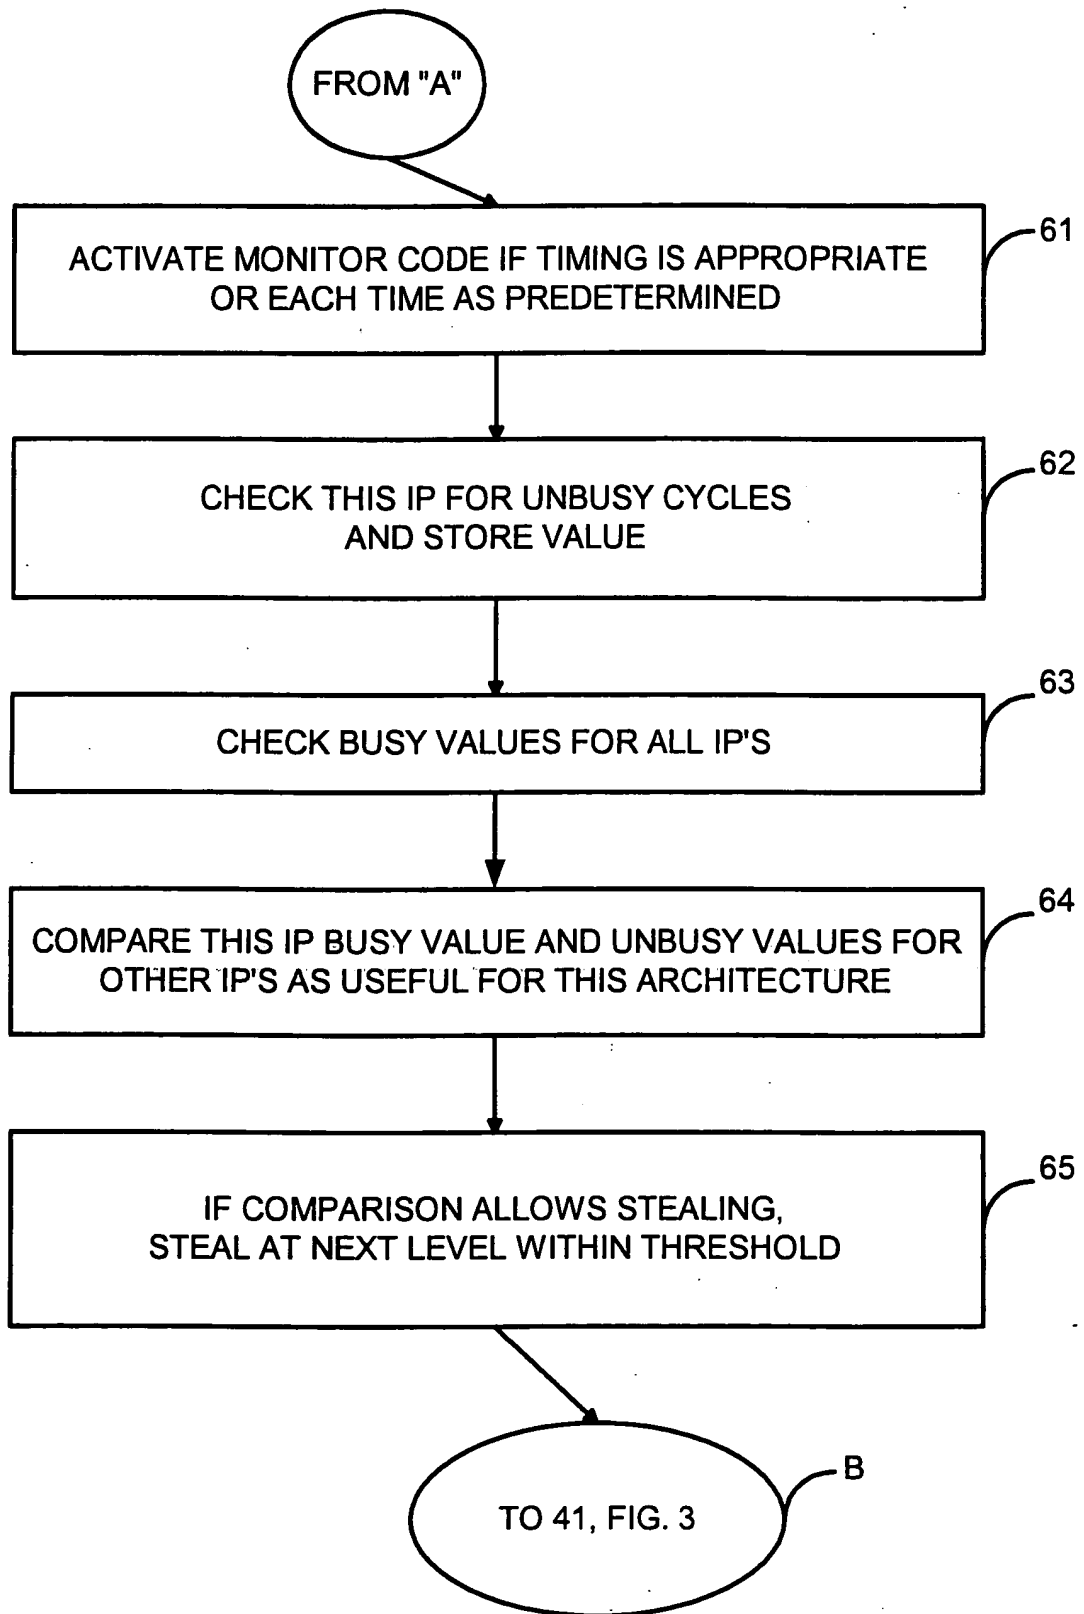 FROM "A"
61
ACTIVATE MONITOR CODE IF TIMING IS APPROPRIATE
OR EACH TIME AS PREDETERMINED
62
CHECK THIS IP FOR UNBUSY CYCLES
AND STORE VALUE
63
CHECK BUSY VALUES FOR ALL IP'S
64
COMPARE THIS IP BUSY VALUE AND UNBUSY VALUES FOR
OTHER IP'S AS USEFUL FOR THIS ARCHITECTURE
65
IF COMPARISON ALLOWS STEALING,
STEAL AT NEXT LEVEL WITHIN THRESHOLD
B
TO 41, FIG. 3